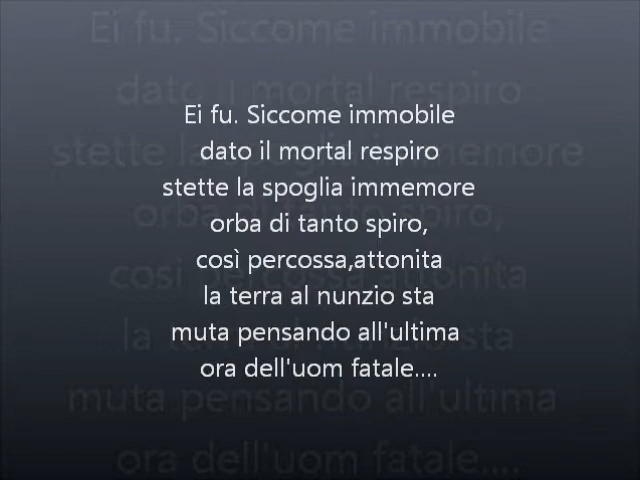 Ei fu. Siccome immobile
dato il mortal respiro
stette la spoglia immemore
orba di tanto spiro,
così percossa,attonita
la terra al nunzio sta
muta pensando all'ultima
ora dell'uom fatale....